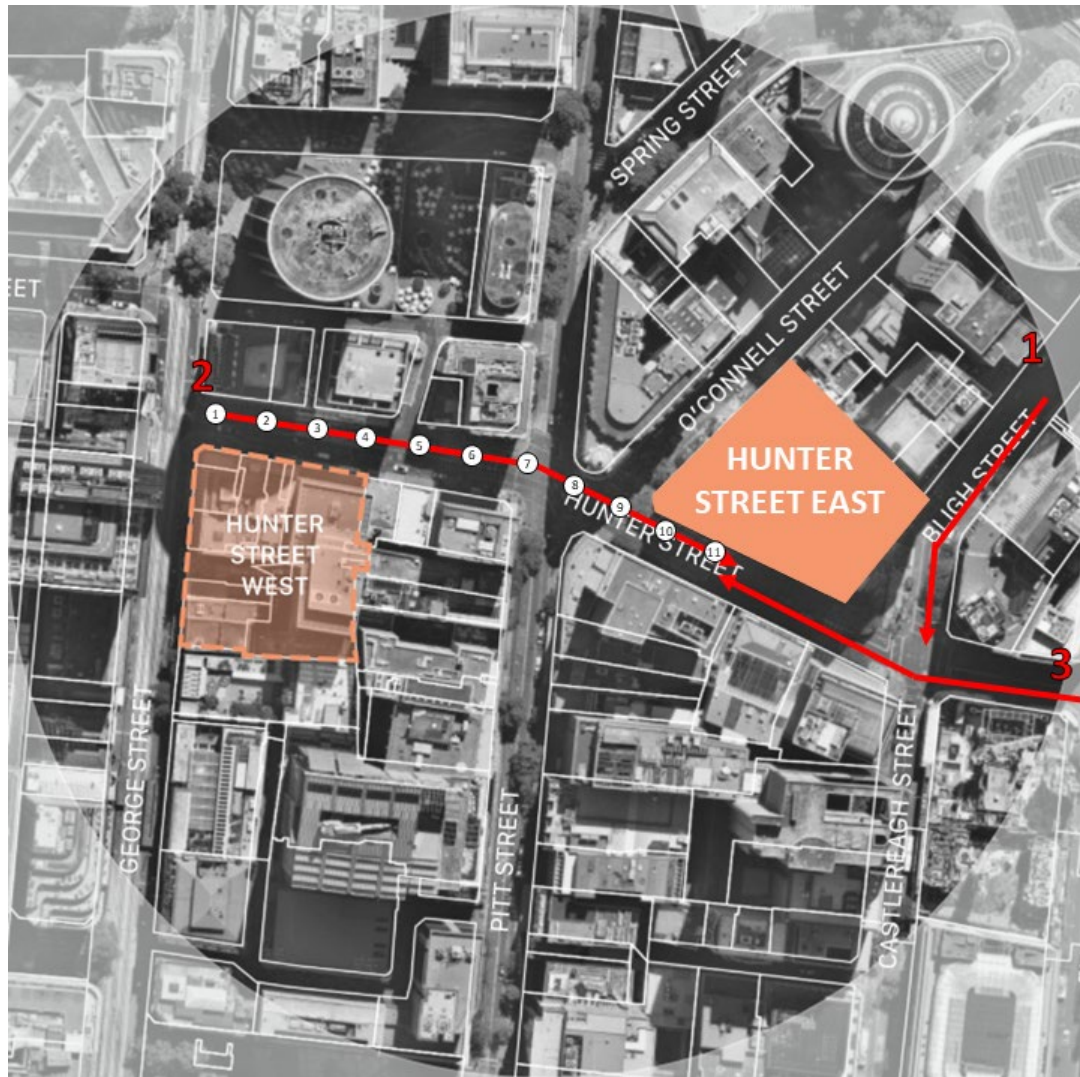 SPRING STREET
EET
O'CONNELL STREET
1
2
1
2
3
4
5
6
7
8
9
10
11
HUNTER
STREET EAST
BLIGH STREET
HUNTER STREET
HUNTER
STREET
WEST
3
GEORGE STREET
PITT STREET
CASTLEREAGH STREET